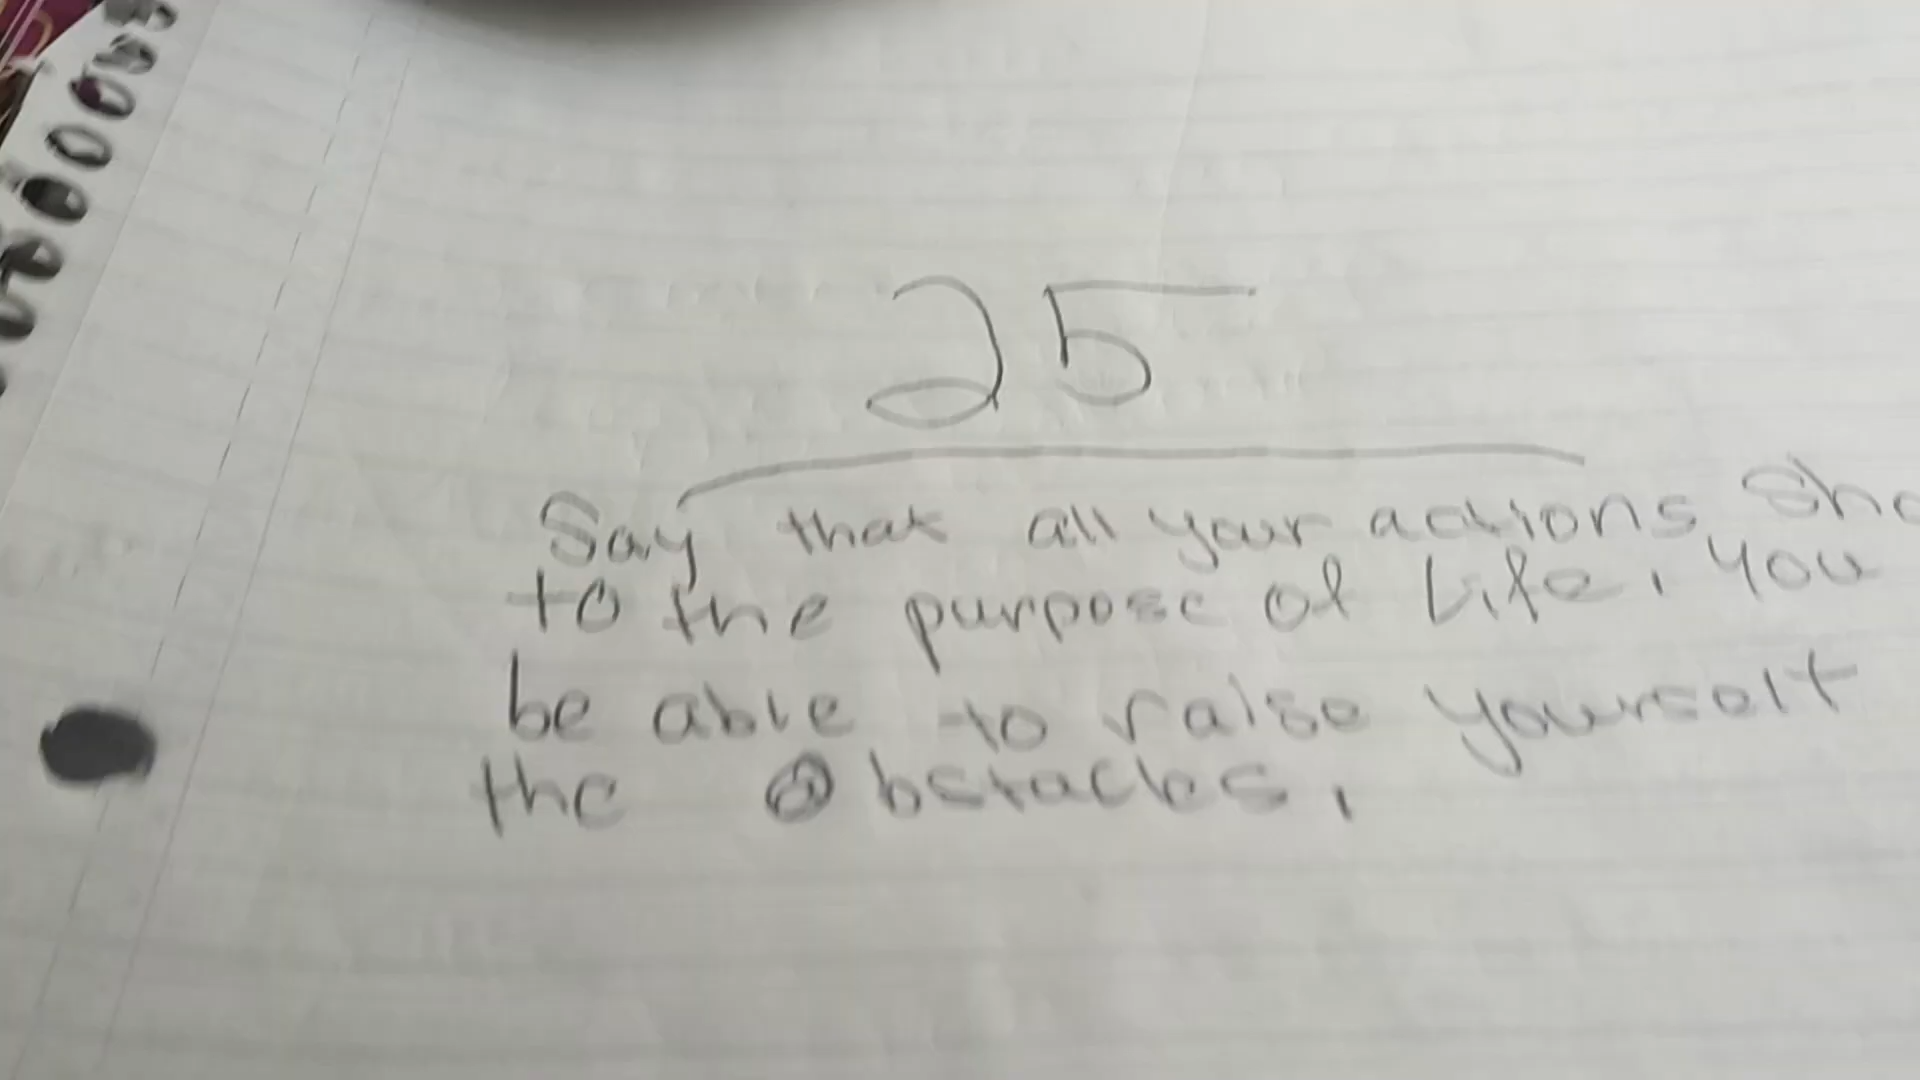 25
Say that all your actions Sho
to the purpose of Life. you
be able to raise yourself
the Obstacles.